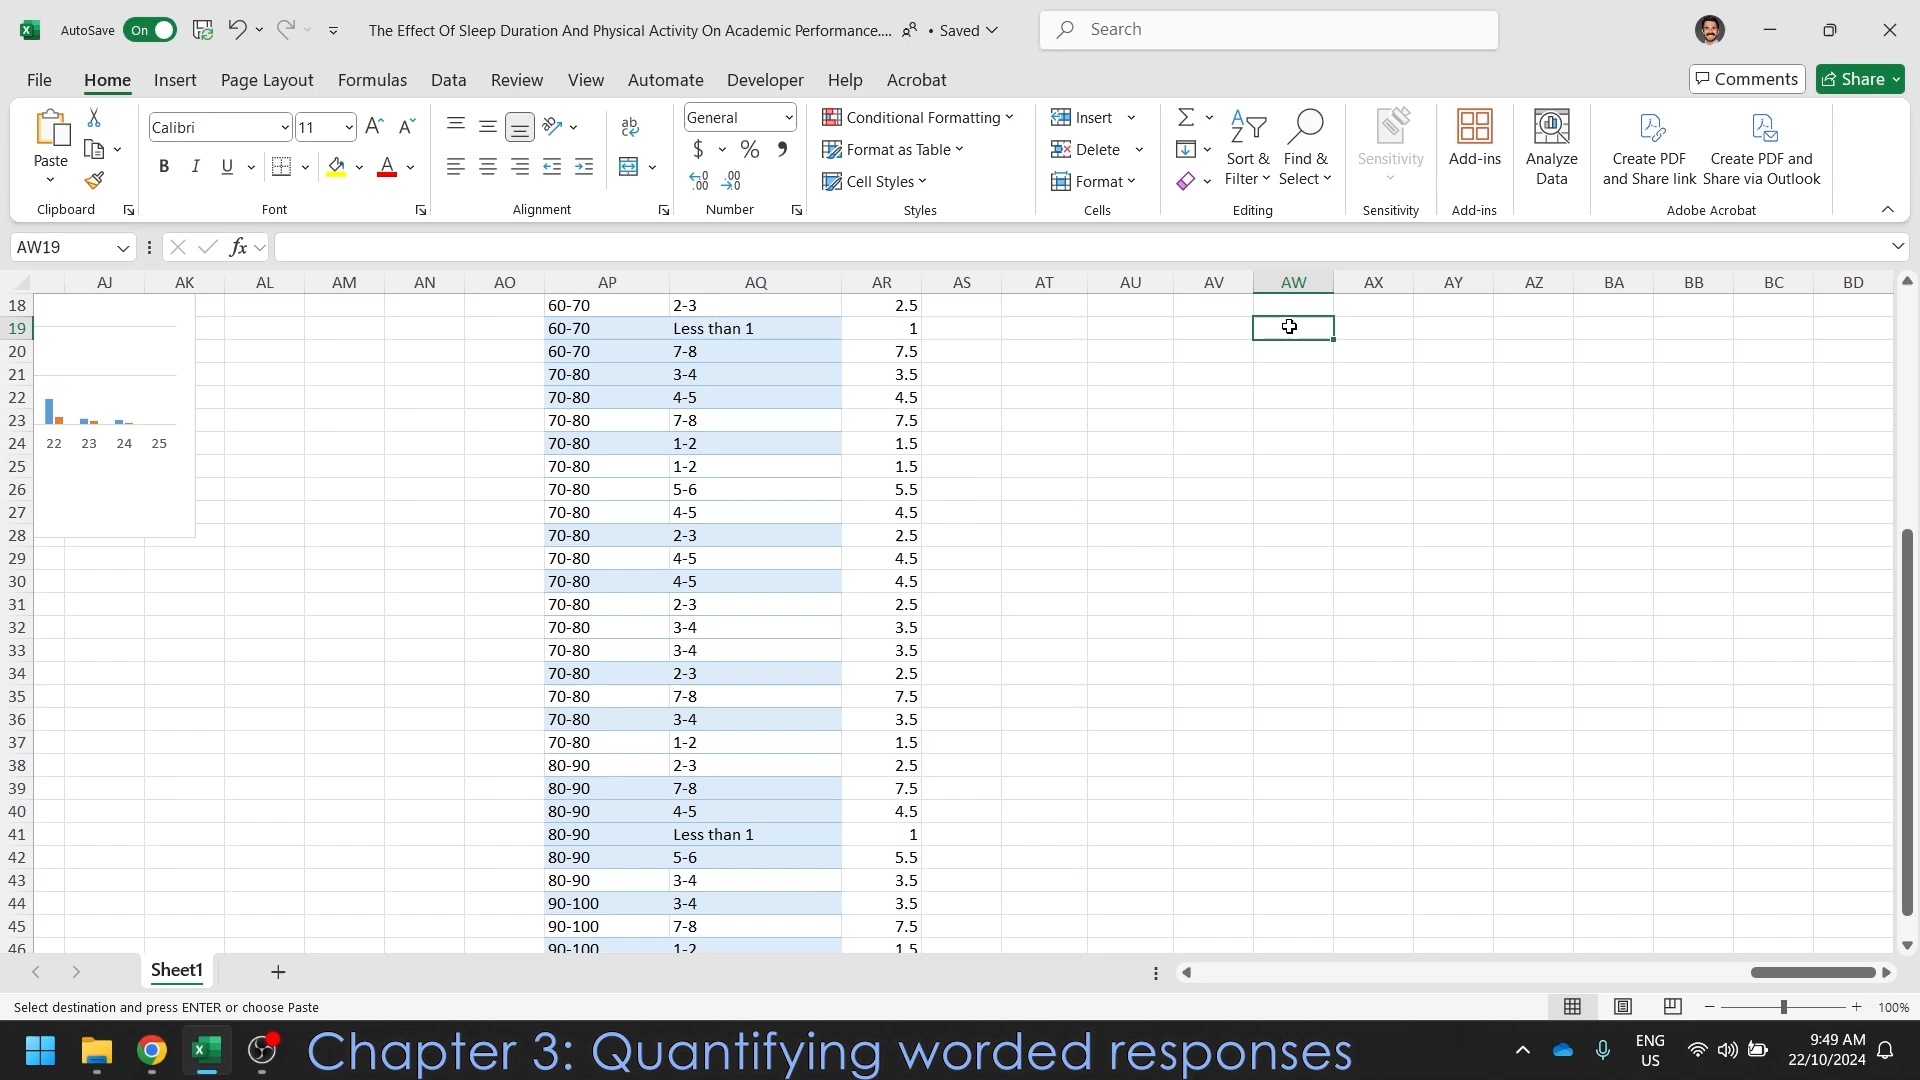 AutoSave On The Effect Of Sleep Duration And Physical Activity On Academic Performance.... • Saved Search
File Home Insert Page Layout Formulas Data Review View Automate Developer Help Acrobat Comments Share
Paste Calibri 11 General Conditional Formatting Insert Sort & Filter Find & Select Sensitivity Add-ins Analyze Data Create PDF and Share link Create PDF and Share via Outlook
B I U $ % Format as Table Delete
Cell Styles Format
Clipboard Font Alignment Number Styles Cells Editing Sensitivity Add-ins Adobe Acrobat
AW19 fx
AJ AK AL AM AN AO AP AQ AR AS AT AU AV AW AX AY AZ BA BB BC BD
18 60-70 2-3 2.5
19 60-70 Less than 1 1
20 60-70 7-8 7.5
21 70-80 3-4 3.5
22 70-80 4-5 4.5
23 70-80 7-8 7.5
24 22 23 24 25 70-80 1-2 1.5
25 70-80 1-2 1.5
26 70-80 5-6 5.5
27 70-80 4-5 4.5
28 70-80 2-3 2.5
29 70-80 4-5 4.5
30 70-80 4-5 4.5
31 70-80 2-3 2.5
32 70-80 3-4 3.5
33 70-80 3-4 3.5
34 70-80 2-3 2.5
35 70-80 7-8 7.5
36 70-80 3-4 3.5
37 70-80 1-2 1.5
38 80-90 2-3 2.5
39 80-90 7-8 7.5
40 80-90 4-5 4.5
41 80-90 Less than 1 1
42 80-90 5-6 5.5
43 80-90 3-4 3.5
44 90-100 3-4 3.5
45 90-100 7-8 7.5
46 90-100 1-2 1.5
Sheet1
Select destination and press ENTER or choose Paste 100%
Chapter 3: Quantifying worded responses
ENG US
9:49 AM
22/10/2024